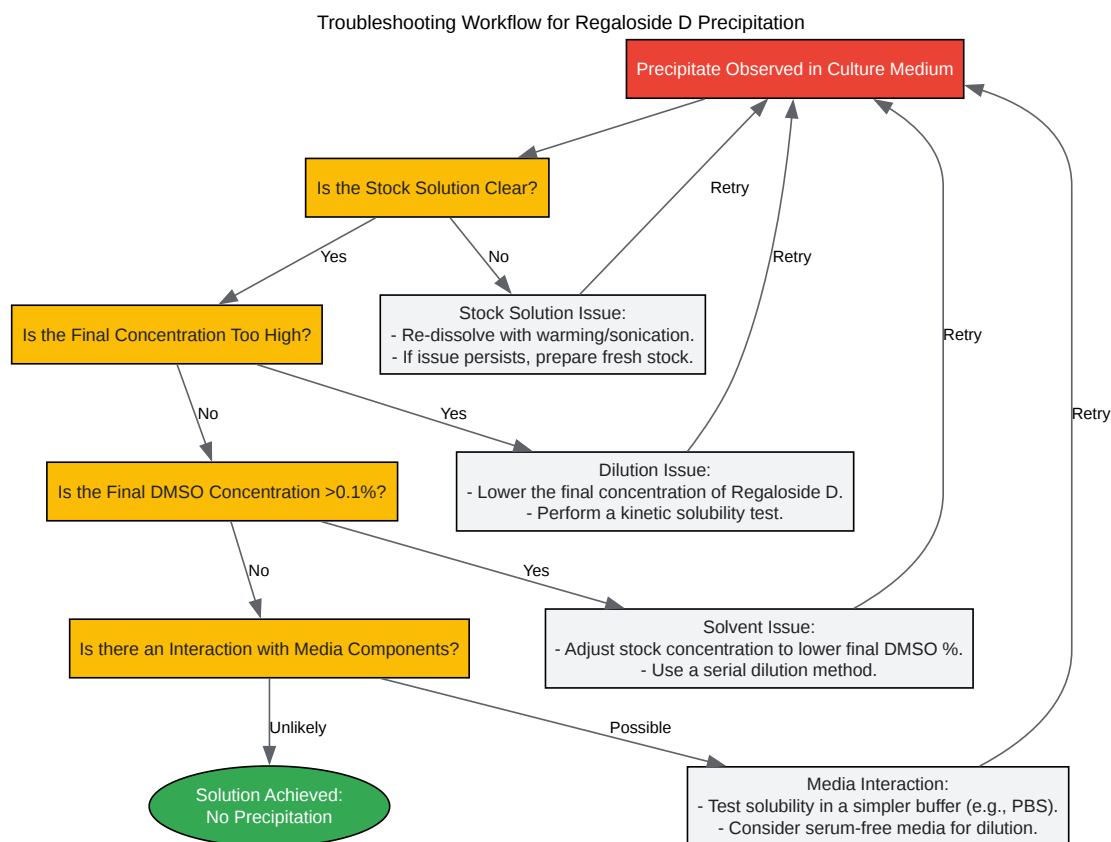 Troubleshooting Workflow for Regaloside D Precipitation
Precipitate Observed in Culture Medium
Is the Stock Solution Clear?
Retry
Yes
No
Retry
Is the Final Concentration Too High?
Stock Solution Issue:
- Re-dissolve with warming/sonication.
- If issue persists, prepare fresh stock.
Retry
No
Yes
Retry
Is the Final DMSO Concentration >0.1%?
Dilution Issue:
- Lower the final concentration of Regaloside D.
- Perform a kinetic solubility test.
No
Yes
Is there an Interaction with Media Components?
Solvent Issue:
- Adjust stock concentration to lower final DMSO %.
- Use a serial dilution method.
Unlikely
Possible
Solution Achieved:
No Precipitation
Media Interaction:
- Test solubility in a simpler buffer (e.g., PBS).
- Consider serum-free media for dilution.